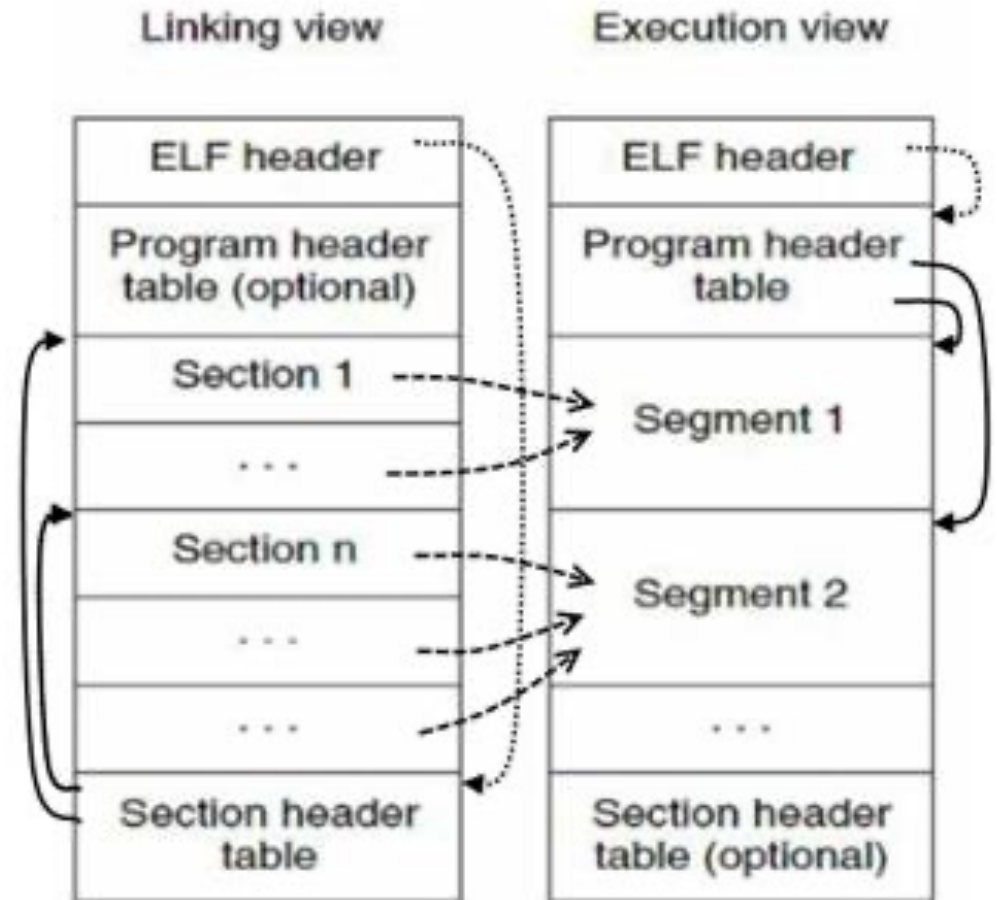 Linking view
ELF header
Program header
table (optional)
Section 1
. . .
Section n
. . .
. . .
Section header
table
Execution view
ELF header
Program header
table
Segment 1
Segment 2
. . .
Section header
table (optional)